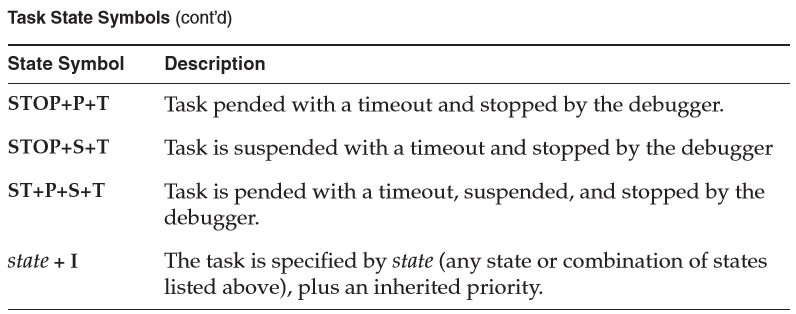 Task State Symbols (cont'd)
State Symbol Description
STOP+P+T Task pended with a timeout and stopped by the debugger.
STOP+S+T Task is suspended with a timeout and stopped by the debugger
ST+P+S+T Task is pended with a timeout, suspended, and stopped by the
debugger.
state + I The task is specified by state (any state or combination of states
listed above), plus an inherited priority.